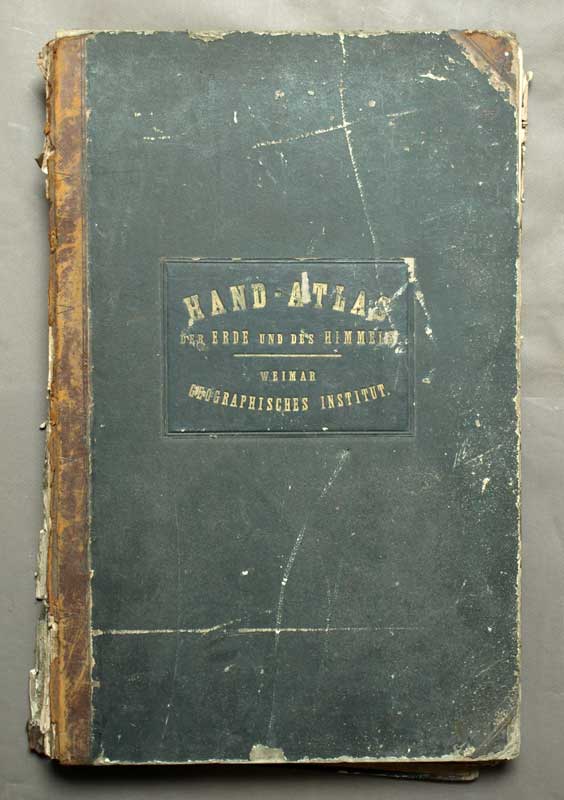 HAND-ATLAS
DER ERDE UND DES HIMMELS
WEIMAR
GEOGRAPHISCHES INSTITUT.